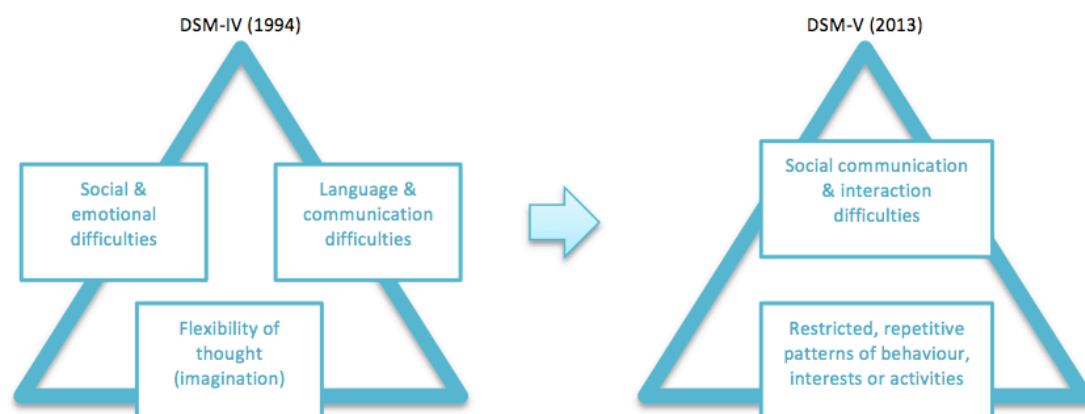 DSM-IV (1994)
Social &
emotional
difficulties
Language &
communication
difficulties
Flexibility of
thought
(imagination)
DSM-V (2013)
Social communication
& interaction
difficulties
Restricted, repetitive
patterns of behaviour,
interests or activities